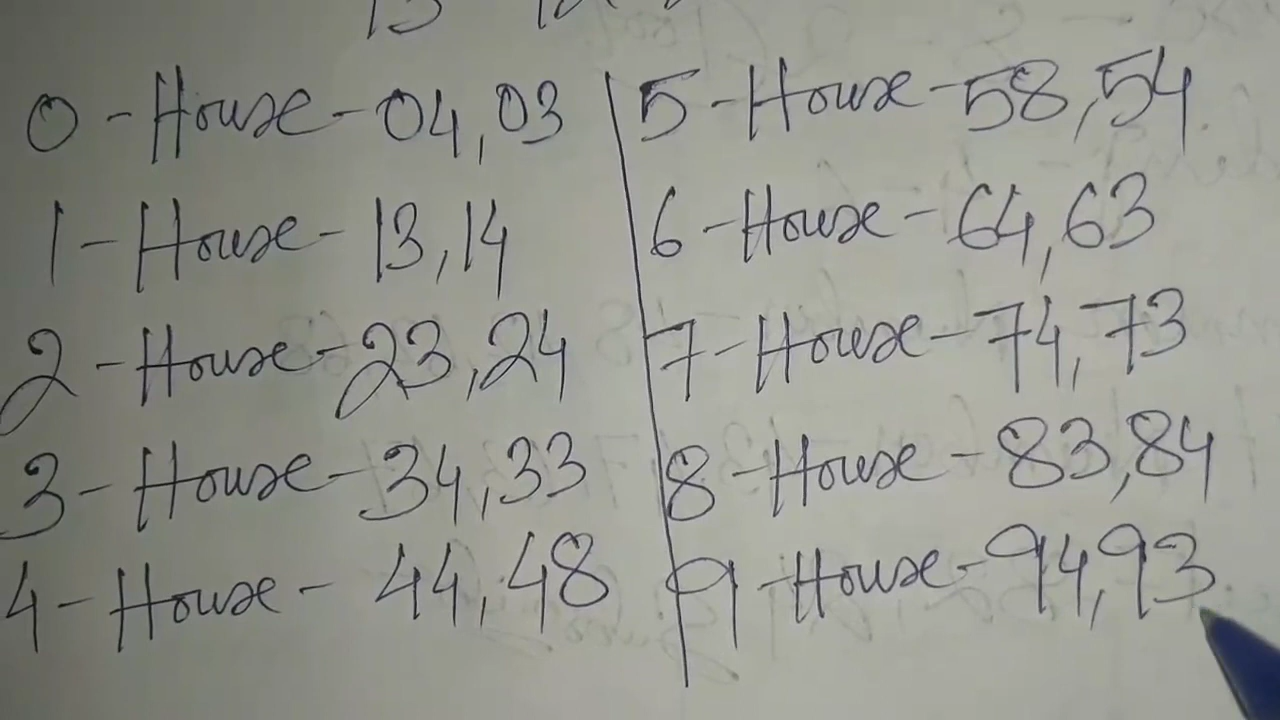 0-House-04,03
1-House-13,14
2-House-23,24
3-House-34,33
4-House-44,48
5-House-58,54
6-House-64,63
7-House-74,73
8-House-83,84
9-House-94,93